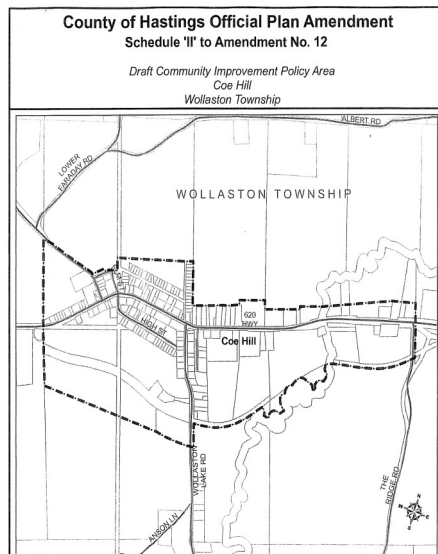 County of Hastings Official Plan Amendment
Schedule 'II' to Amendment No. 12
Draft Community Improvement Policy Area
Coe Hill
Wollaston Township
ALBERT RD
LOWER
FARADAY RD
WOLLASTON TOWNSHIP
HIGH ST
620
HWY
Coe Hill
WOLLASTON
LAKE RD
THE
RIDGE RD
ANSON LN
N
W
E
S